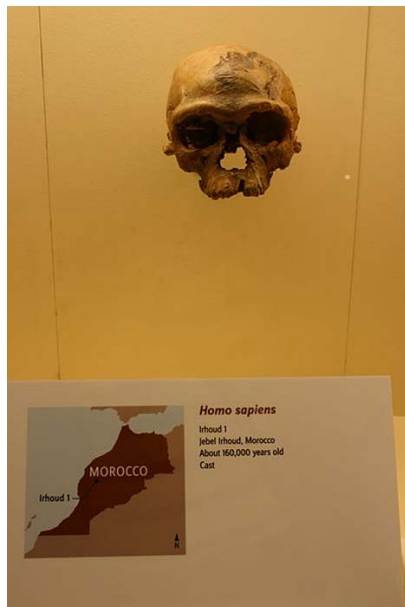 Homo sapiens
Irhoud 1
Jebel Irhoud, Morocco
About 160,000 years old
Cast
MOROCCO
Irhoud 1
N